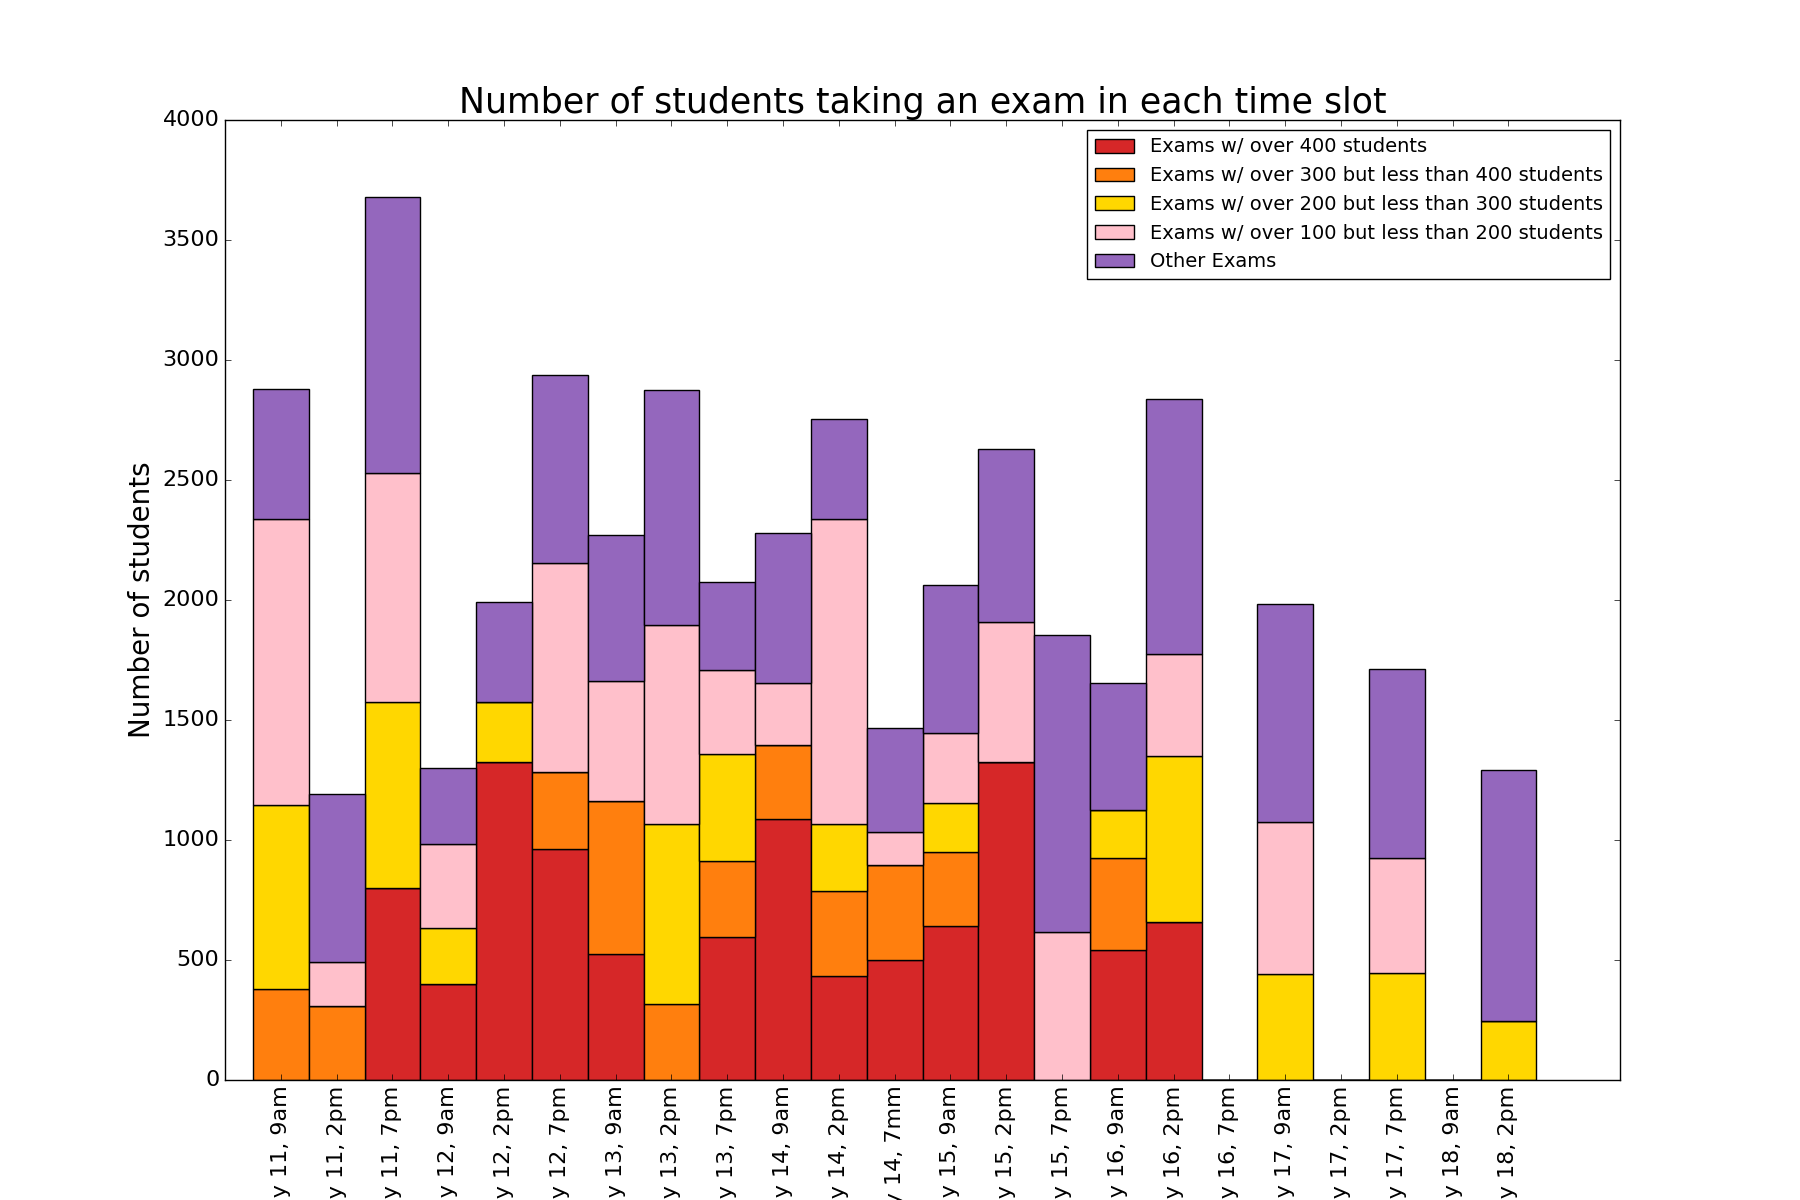 Number of students taking an exam in each time slot
Exams w/ over 400 students
Exams w/ over 300 but less than 400 students
Exams w/ over 200 but less than 300 students
Exams w/ over 100 but less than 200 students
Other Exams
Number of students
4000
3500
3000
2500
2000
1500
1000
500
0
y 11, 9am
y 11, 2pm
y 11, 7pm
y 12, 9am
y 12, 2pm
y 12, 7pm
y 13, 9am
y 13, 2pm
y 13, 7pm
y 14, 9am
y 14, 2pm
y 14, 7mm
y 15, 9am
y 15, 2pm
y 15, 7pm
y 16, 9am
y 16, 2pm
y 16, 7pm
y 17, 9am
y 17, 2pm
y 17, 7pm
y 18, 9am
y 18, 2pm